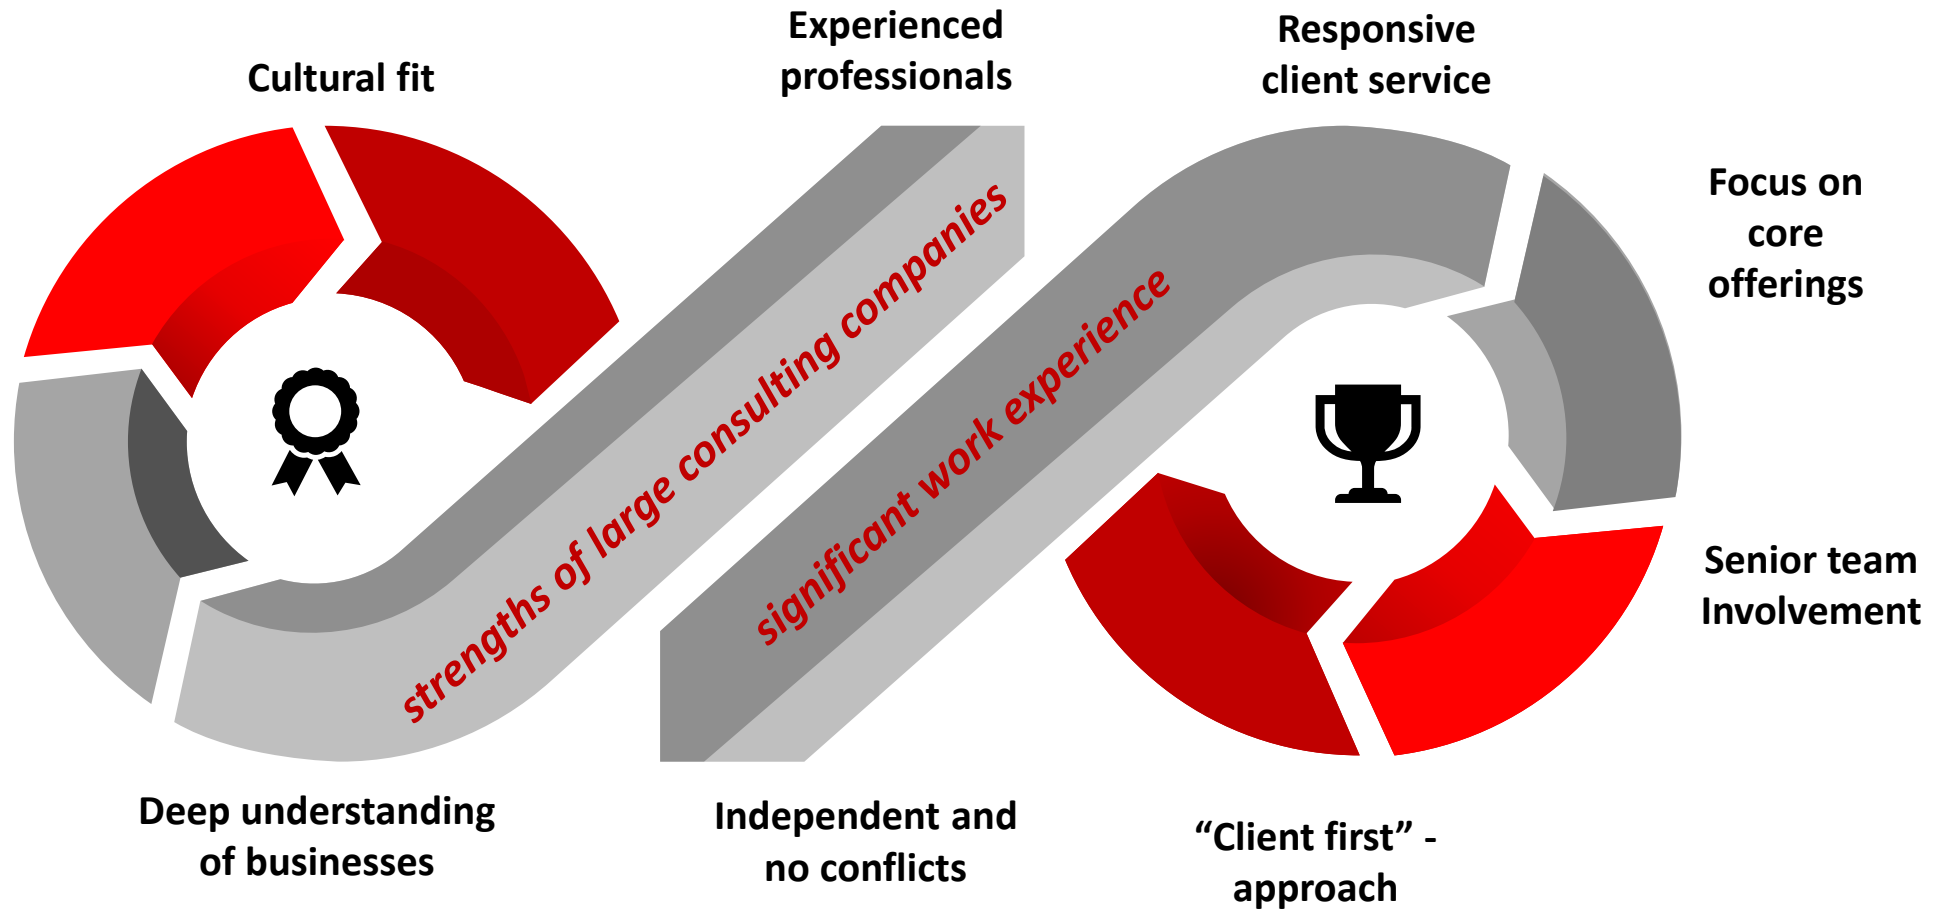 Experienced
professionals
Responsive
client service
Cultural fit
Focus on
core
offerings
strengths of large consulting companies
significant work experience
Senior team
Involvement
Deep understanding
of businesses
Independent and
no conflicts
“Client first” -
approach